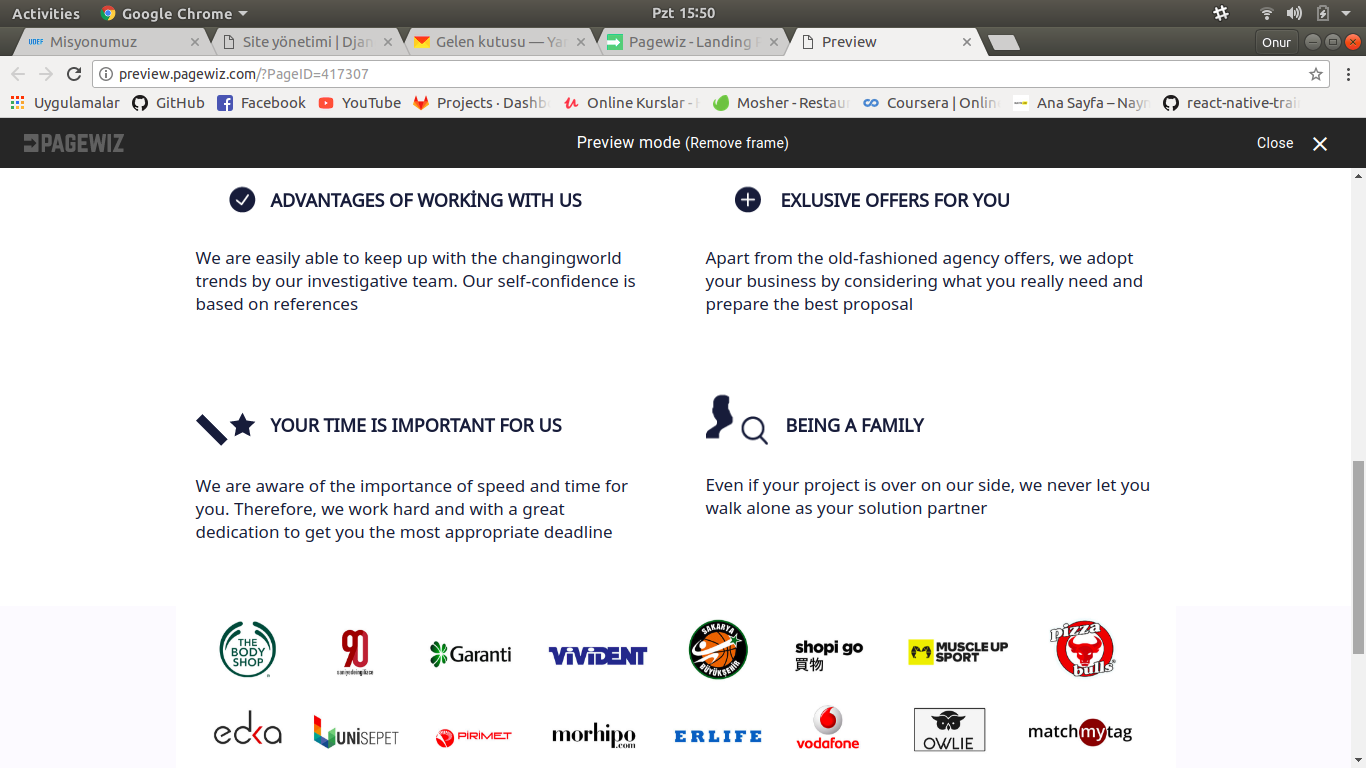 Activities Google Chrome Pzt 15:50
Misyonumuz Site yönetimi | Djan Gelen kutusu — Yan Pagewiz - Landing P Preview Onur
preview.pagewiz.com/?PageID=417307
Uygulamalar GitHub Facebook YouTube Projects · Dashb Online Kurslar - Mosher - Restau Coursera | Onlin Ana Sayfa – Nayn react-native-trai
PAGEWIZ Preview mode (Remove frame) Close
ADVANTAGES OF WORKİNG WITH US
We are easily able to keep up with the changingworld
trends by our investigative team. Our self-confidence is
based on references
EXLUSIVE OFFERS FOR YOU
Apart from the old-fashioned agency offers, we adopt
your business by considering what you really need and
prepare the best proposal
YOUR TIME IS IMPORTANT FOR US
We are aware of the importance of speed and time for
you. Therefore, we work hard and with a great
dedication to get you the most appropriate deadline
BEING A FAMILY
Even if your project is over on our side, we never let you
walk alone as your solution partner
THE
BODY
SHOP
90
Garanti
ViViDENT
SAKARYA
BÜYÜKŞEHİR
shopi go
買物
MUSCLE UP
SPORT
pizza
bulls
edka
UNISEPET
PİRİMET
morhipo
.com
ERLIFE
vodafone
OWLIE
matchmytag